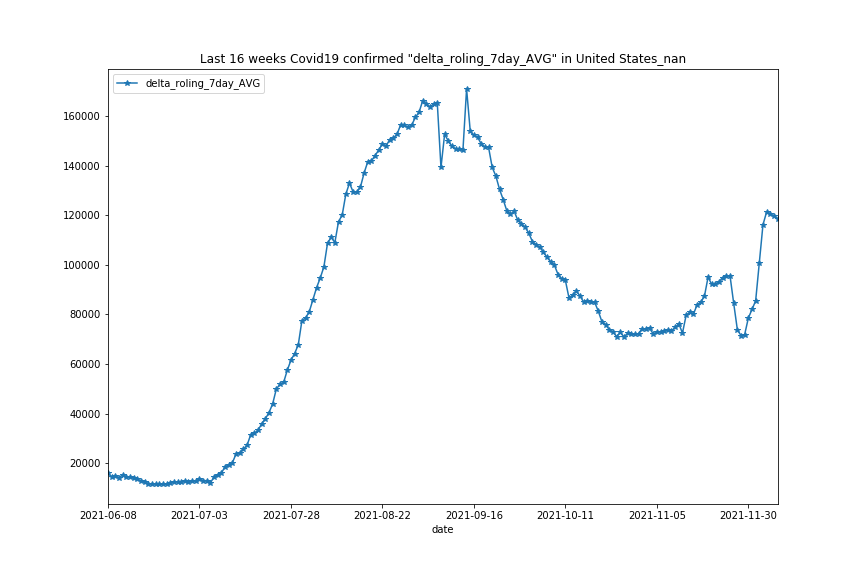 Last 16 weeks Covid19 confirmed "delta_roling_7day_AVG" in United States_nan
delta_roling_7day_AVG
160000
140000
120000
100000
80000
60000
40000
20000
2021-06-08 2021-07-03 2021-07-28 2021-08-22 2021-09-16 2021-10-11 2021-11-05 2021-11-30
date